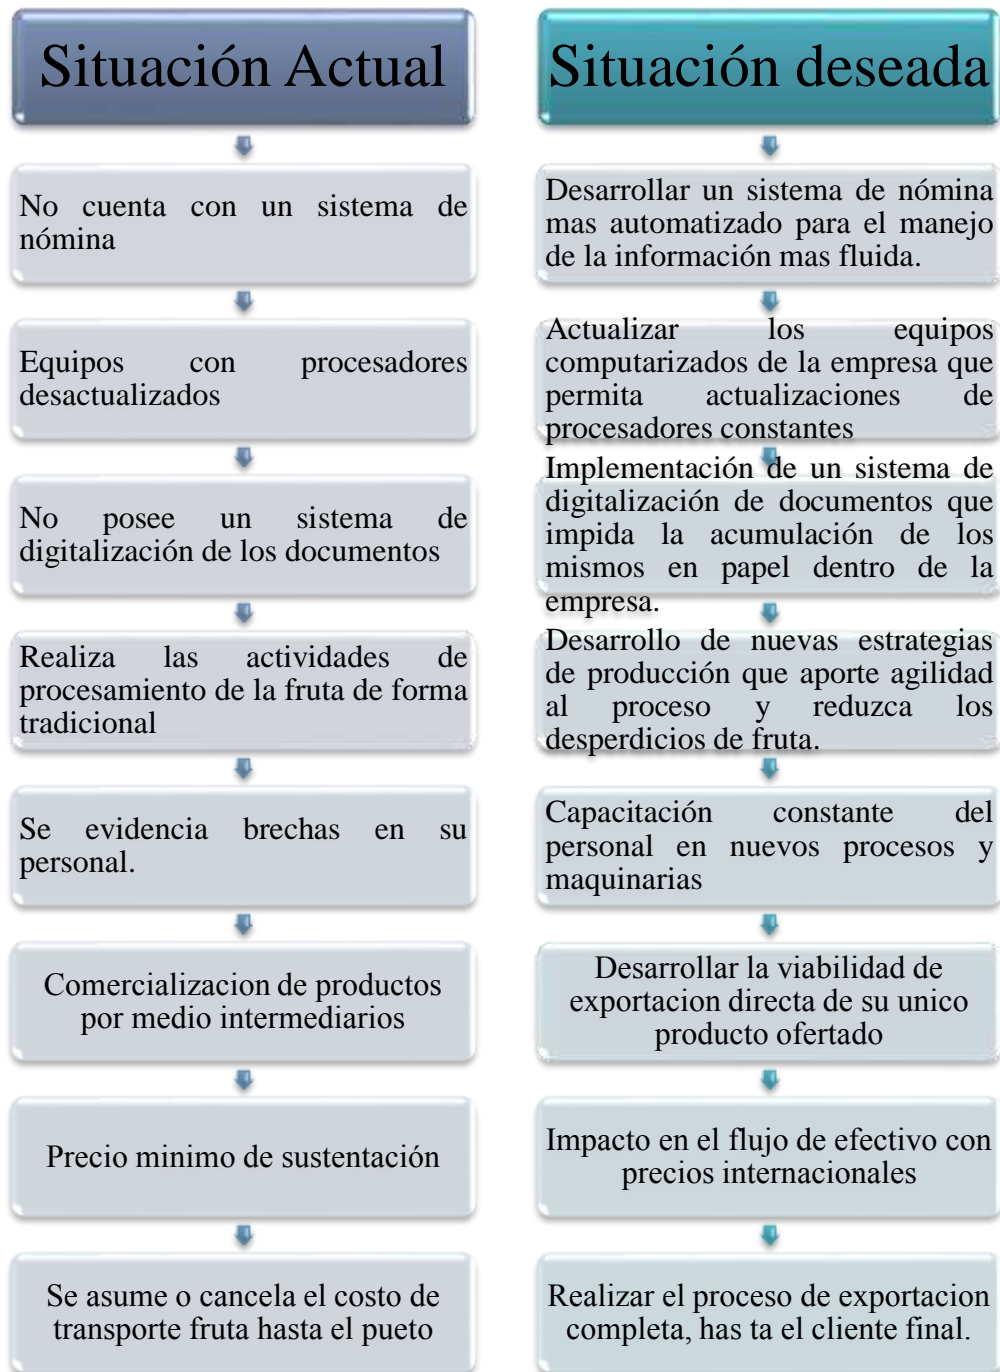 Situación Actual
No cuenta con un sistema de
nómina
Equipos con procesadores
desactualizados
No posee un sistema de
digitalización de los documentos
Realiza las actividades de
procesamiento de la fruta de forma
tradicional
Se evidencia brechas en su
personal.
Comercializacion de productos
por medio intermediarios
Precio minimo de sustentación
Se asume o cancela el costo de
transporte fruta hasta el pueto
Situación deseada
Desarrollar un sistema de nómina
mas automatizado para el manejo
de la información mas fluida.
Actualizar los equipos
computarizados de la empresa que
permita actualizaciones de
procesadores constantes
Implementación de un sistema de
digitalización de documentos que
impida la acumulación de los
mismos en papel dentro de la
empresa.
Desarrollo de nuevas estrategias
de producción que aporte agilidad
al proceso y reduzca los
desperdicios de fruta.
Capacitación constante del
personal en nuevos procesos y
maquinarias
Desarrollar la viabilidad de
exportacion directa de su unico
producto ofertado
Impacto en el flujo de efectivo con
precios internacionales
Realizar el proceso de exportacion
completa, has ta el cliente final.